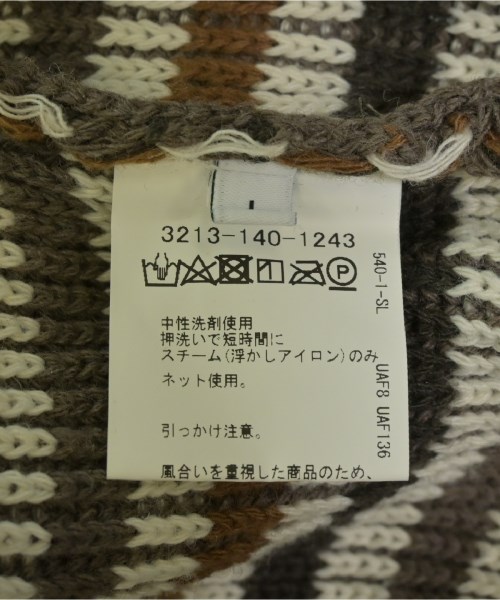 3213-140-1243
中性洗剤使用
押洗いで短時間に
スチーム(浮かしアイロン)のみ
ネット使用。
引っかけ注意。
風合いを重視した商品のため、
540-1-SL
UAF8 UAF136